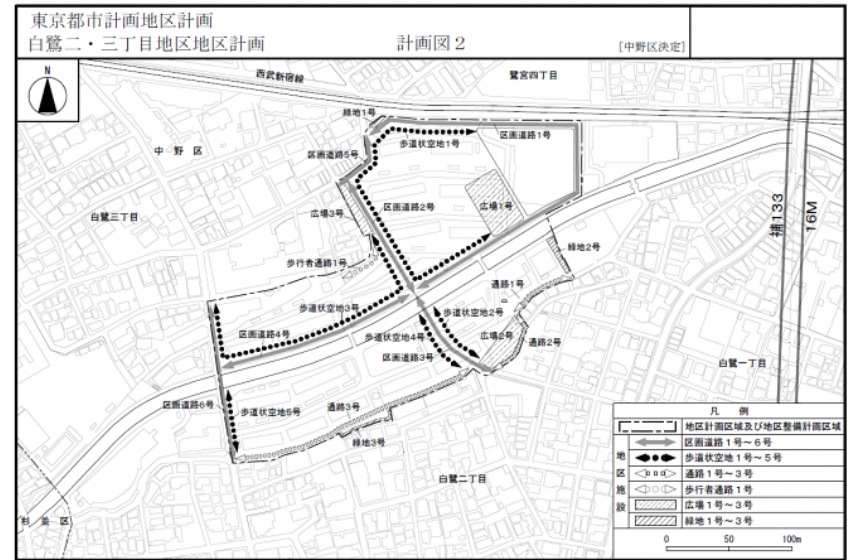 東京都市計画地区計画
白鷺二・三丁目地区地区計画
計画図2
[中野区決定]
N
西武新宿線
鷺宮四丁目
緑地1号
区画道路1号
歩道状空地1号
中野区
区画道路5号
区画道路2号
広場1号
広場3号
白鷺三丁目
補133
16M
緑地2号
歩行者通路1号
通路1号
歩道状空地3号
歩道状空地2号
区画道路4号
歩道状空地4号
広場2号
通路2号
区画道路3号
白鷺一丁目
区画道路6号
歩道状空地5号
通路3号
緑地3号
白鷺二丁目
杉並区
凡例
地区計画区域及び地区整備計画区域
地区施設
区画道路1号～6号
歩道状空地1号～5号
通路1号～3号
歩行者通路1号
広場1号～3号
緑地1号～3号
0 50 100m